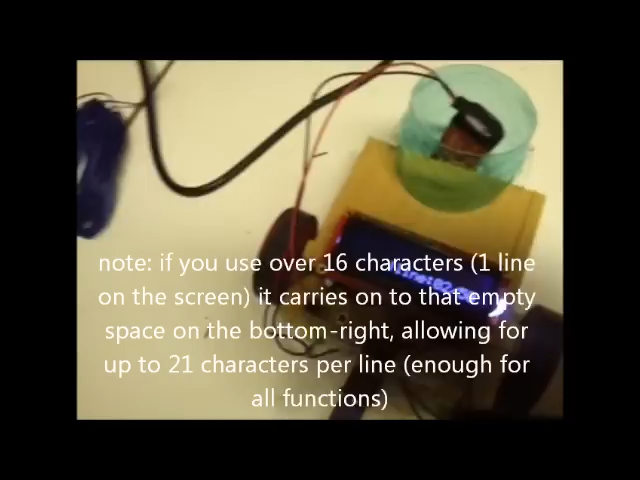 note: if you use over 16 characters (1 line
on the screen) it carries on to that empty
space on the bottom-right, allowing for
up to 21 characters per line (enough for
all functions)